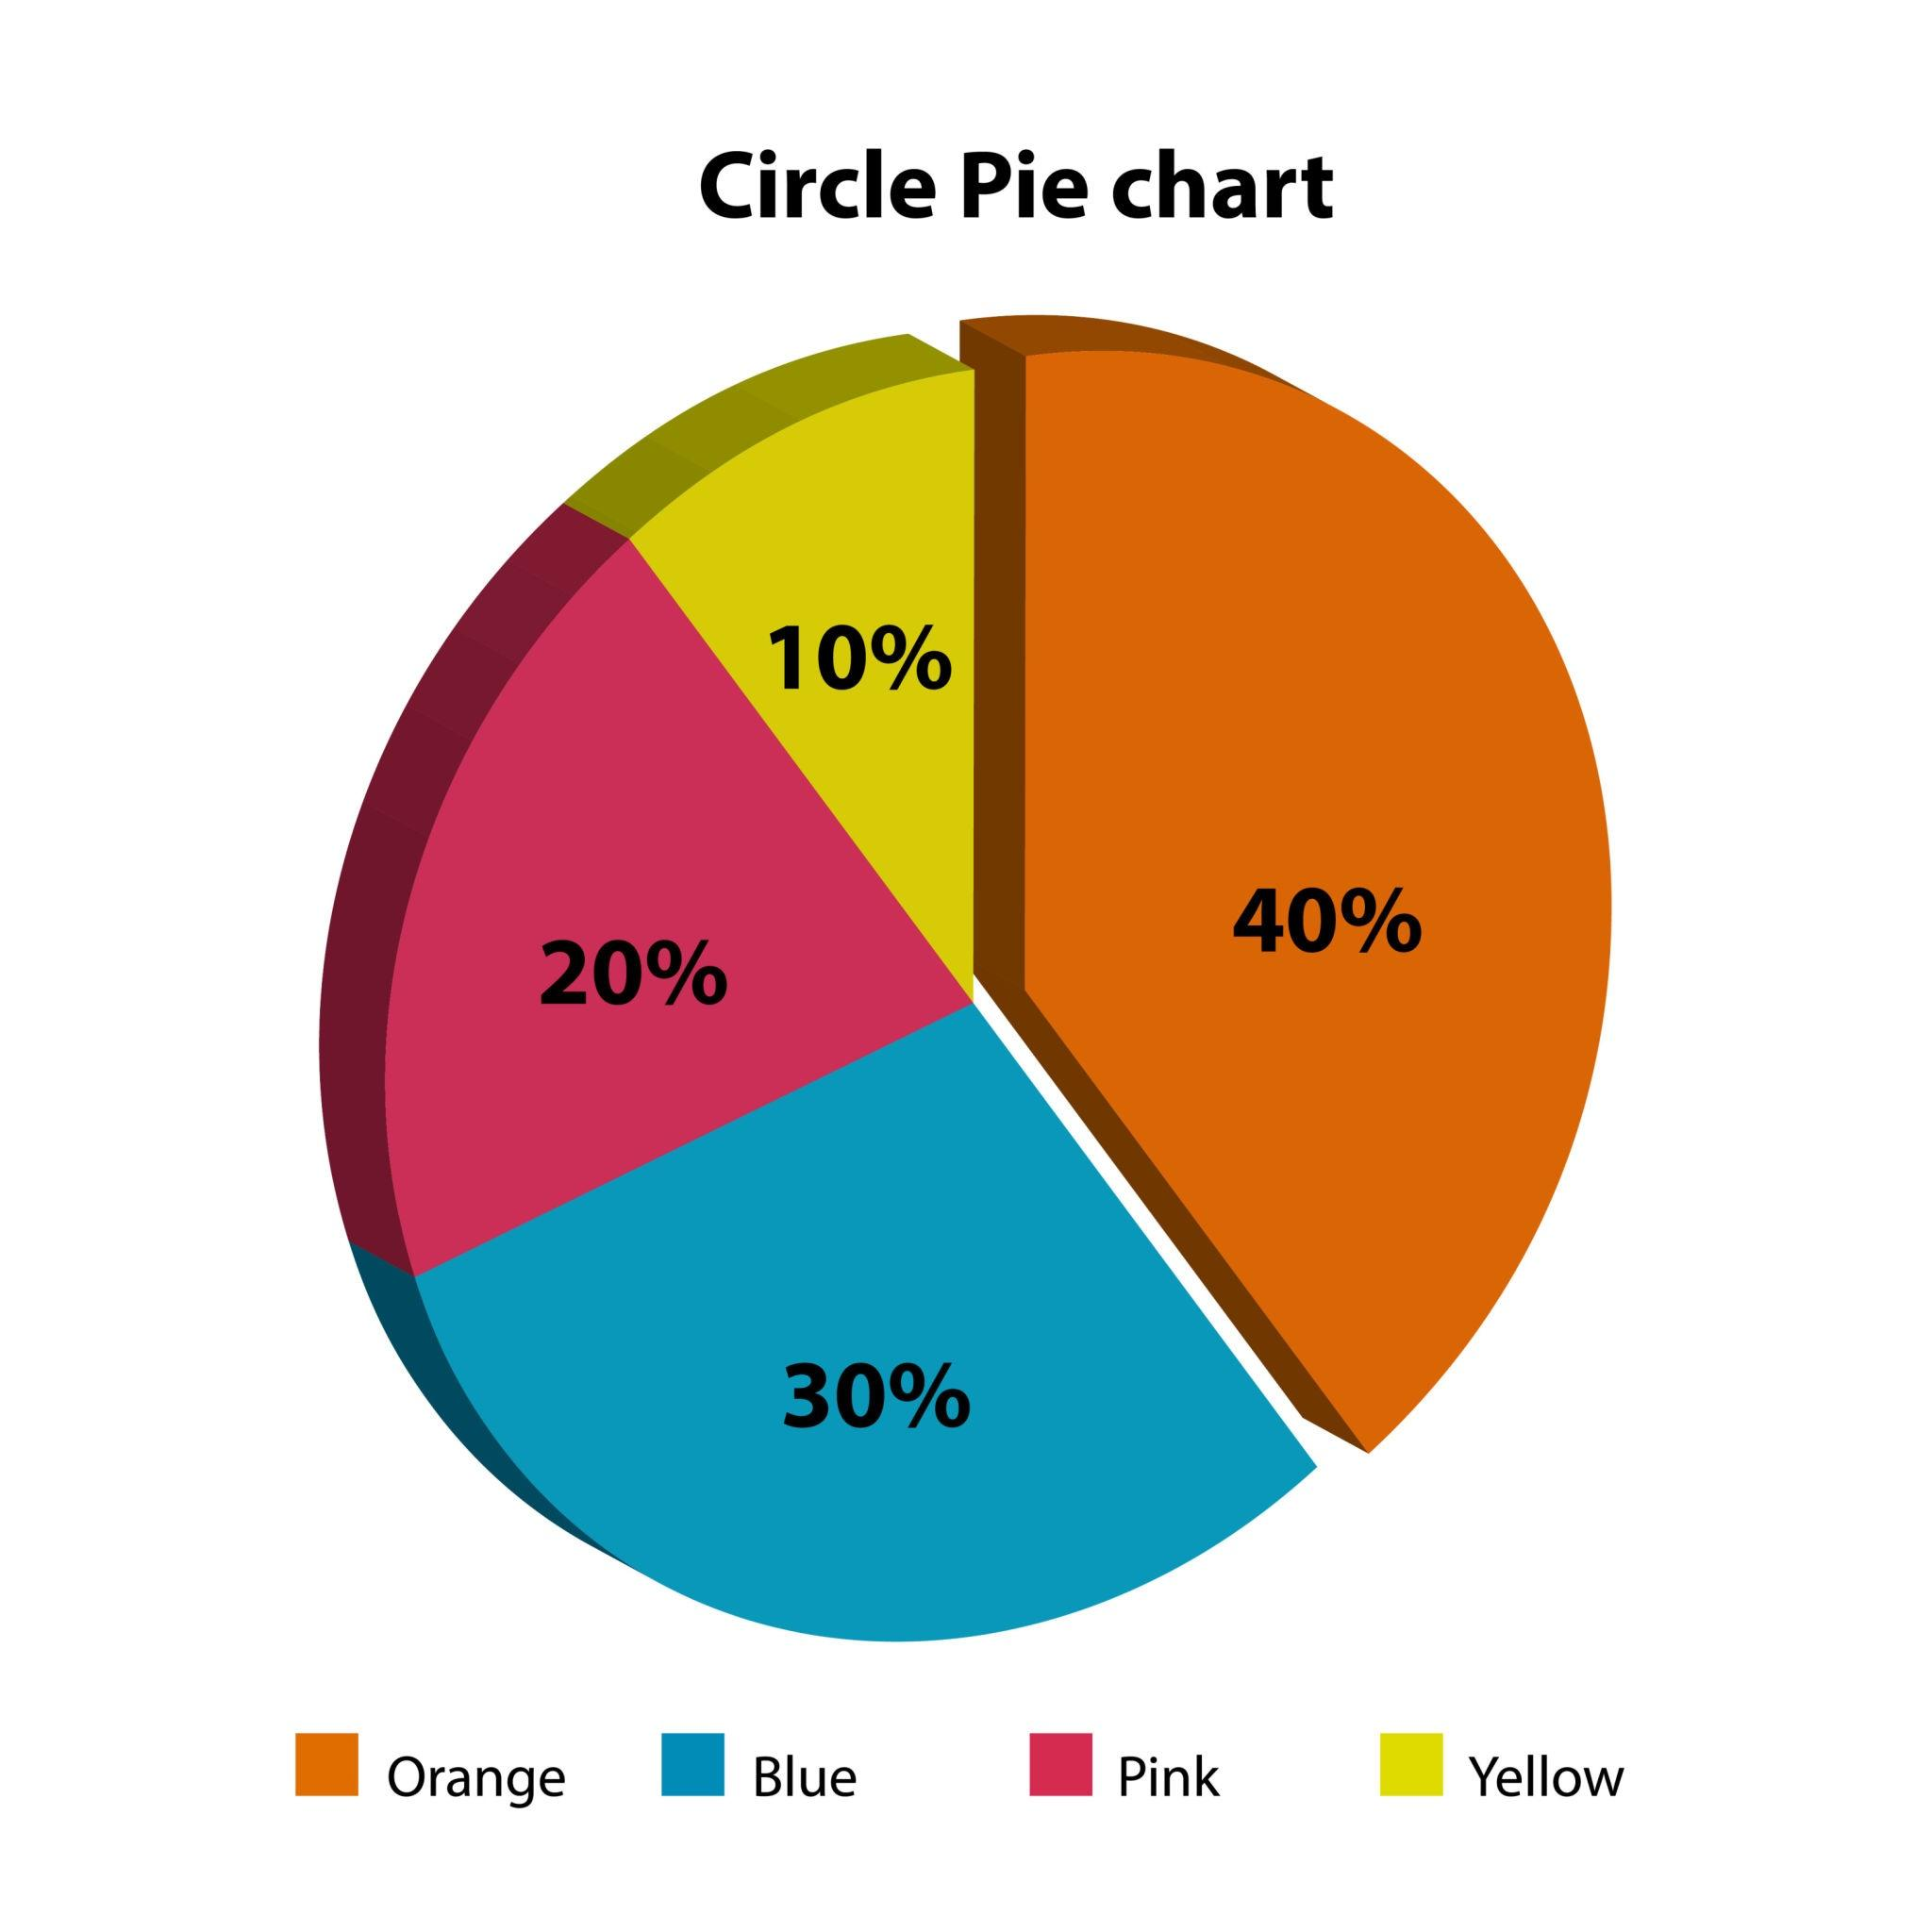 Circle Pie chart
10%
40%
20%
30%
Orange Blue Pink Yellow